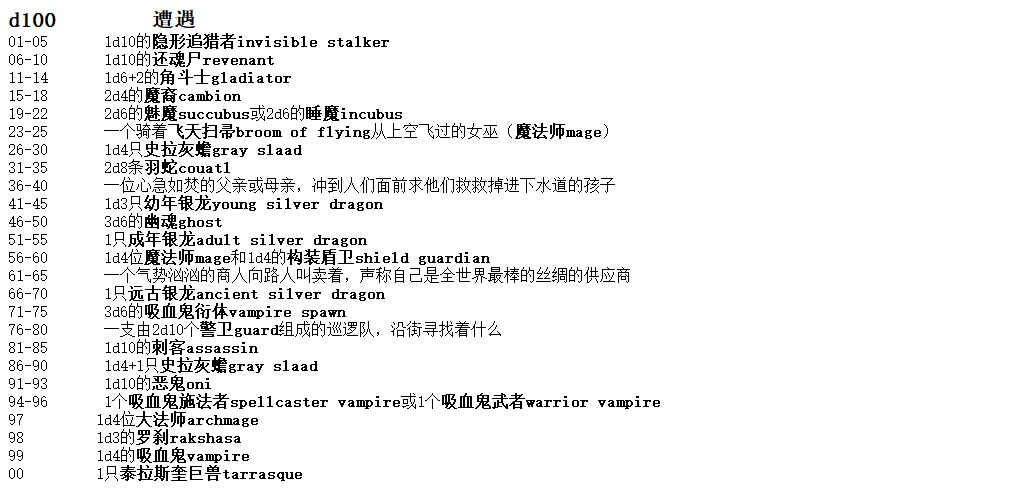 d100 遭遇
01-05 1d10的隐形追猎者invisible stalker
06-10 1d10的还魂尸revenant
11-14 1d6+2的角斗士gladiator
15-18 2d4的魔裔cambion
19-22 2d6的魅魔succubus或2d6的睡魔incubus
23-25 一个骑着飞天扫帚broom of flying从上空飞过的女巫（魔法师mage）
26-30 1d4只史拉灰蟾gray slaad
31-35 2d8条羽蛇couatl
36-40 一位心急如焚的父亲或母亲，冲到人们面前求他们救救掉进下水道的孩子
41-45 1d3只幼年银龙young silver dragon
46-50 3d6的幽魂ghost
51-55 1只成年银龙adult silver dragon
56-60 1d4位魔法师mage和1d4的构装盾卫shield guardian
61-65 一个气势汹汹的商人向路人叫卖着，声称自己是全世界最棒的丝绸的供应商
66-70 1只远古银龙ancient silver dragon
71-75 3d6的吸血鬼衍体vampire spawn
76-80 一支由2d10个警卫guard组成的巡逻队，沿街寻找着什么
81-85 1d10的刺客assassin
86-90 1d4+1只史拉灰蟾gray slaad
91-93 1d10的恶鬼oni
94-96 1个吸血鬼施法者spellcaster vampire或1个吸血鬼武者warrior vampire
97 1d4位大法师archmage
98 1d3的罗刹rakshasa
99 1d4的吸血鬼vampire
00 1只泰拉斯奎巨兽tarrasque